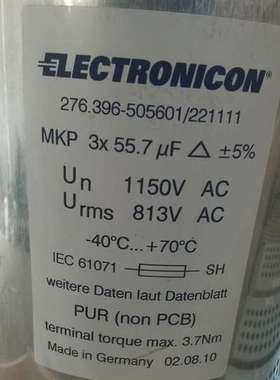 ELECTRONICON®
276.396-505601/221111
MKP 3x 55.7 µF △ ±5%
Un 1150V AC
Urms 813V AC
-40°C...+70°C
IEC 61071 SH
weitere Daten laut Datenblatt
PUR (non PCB)
terminal torque max. 3.7Nm
Made in Germany 02.08.10